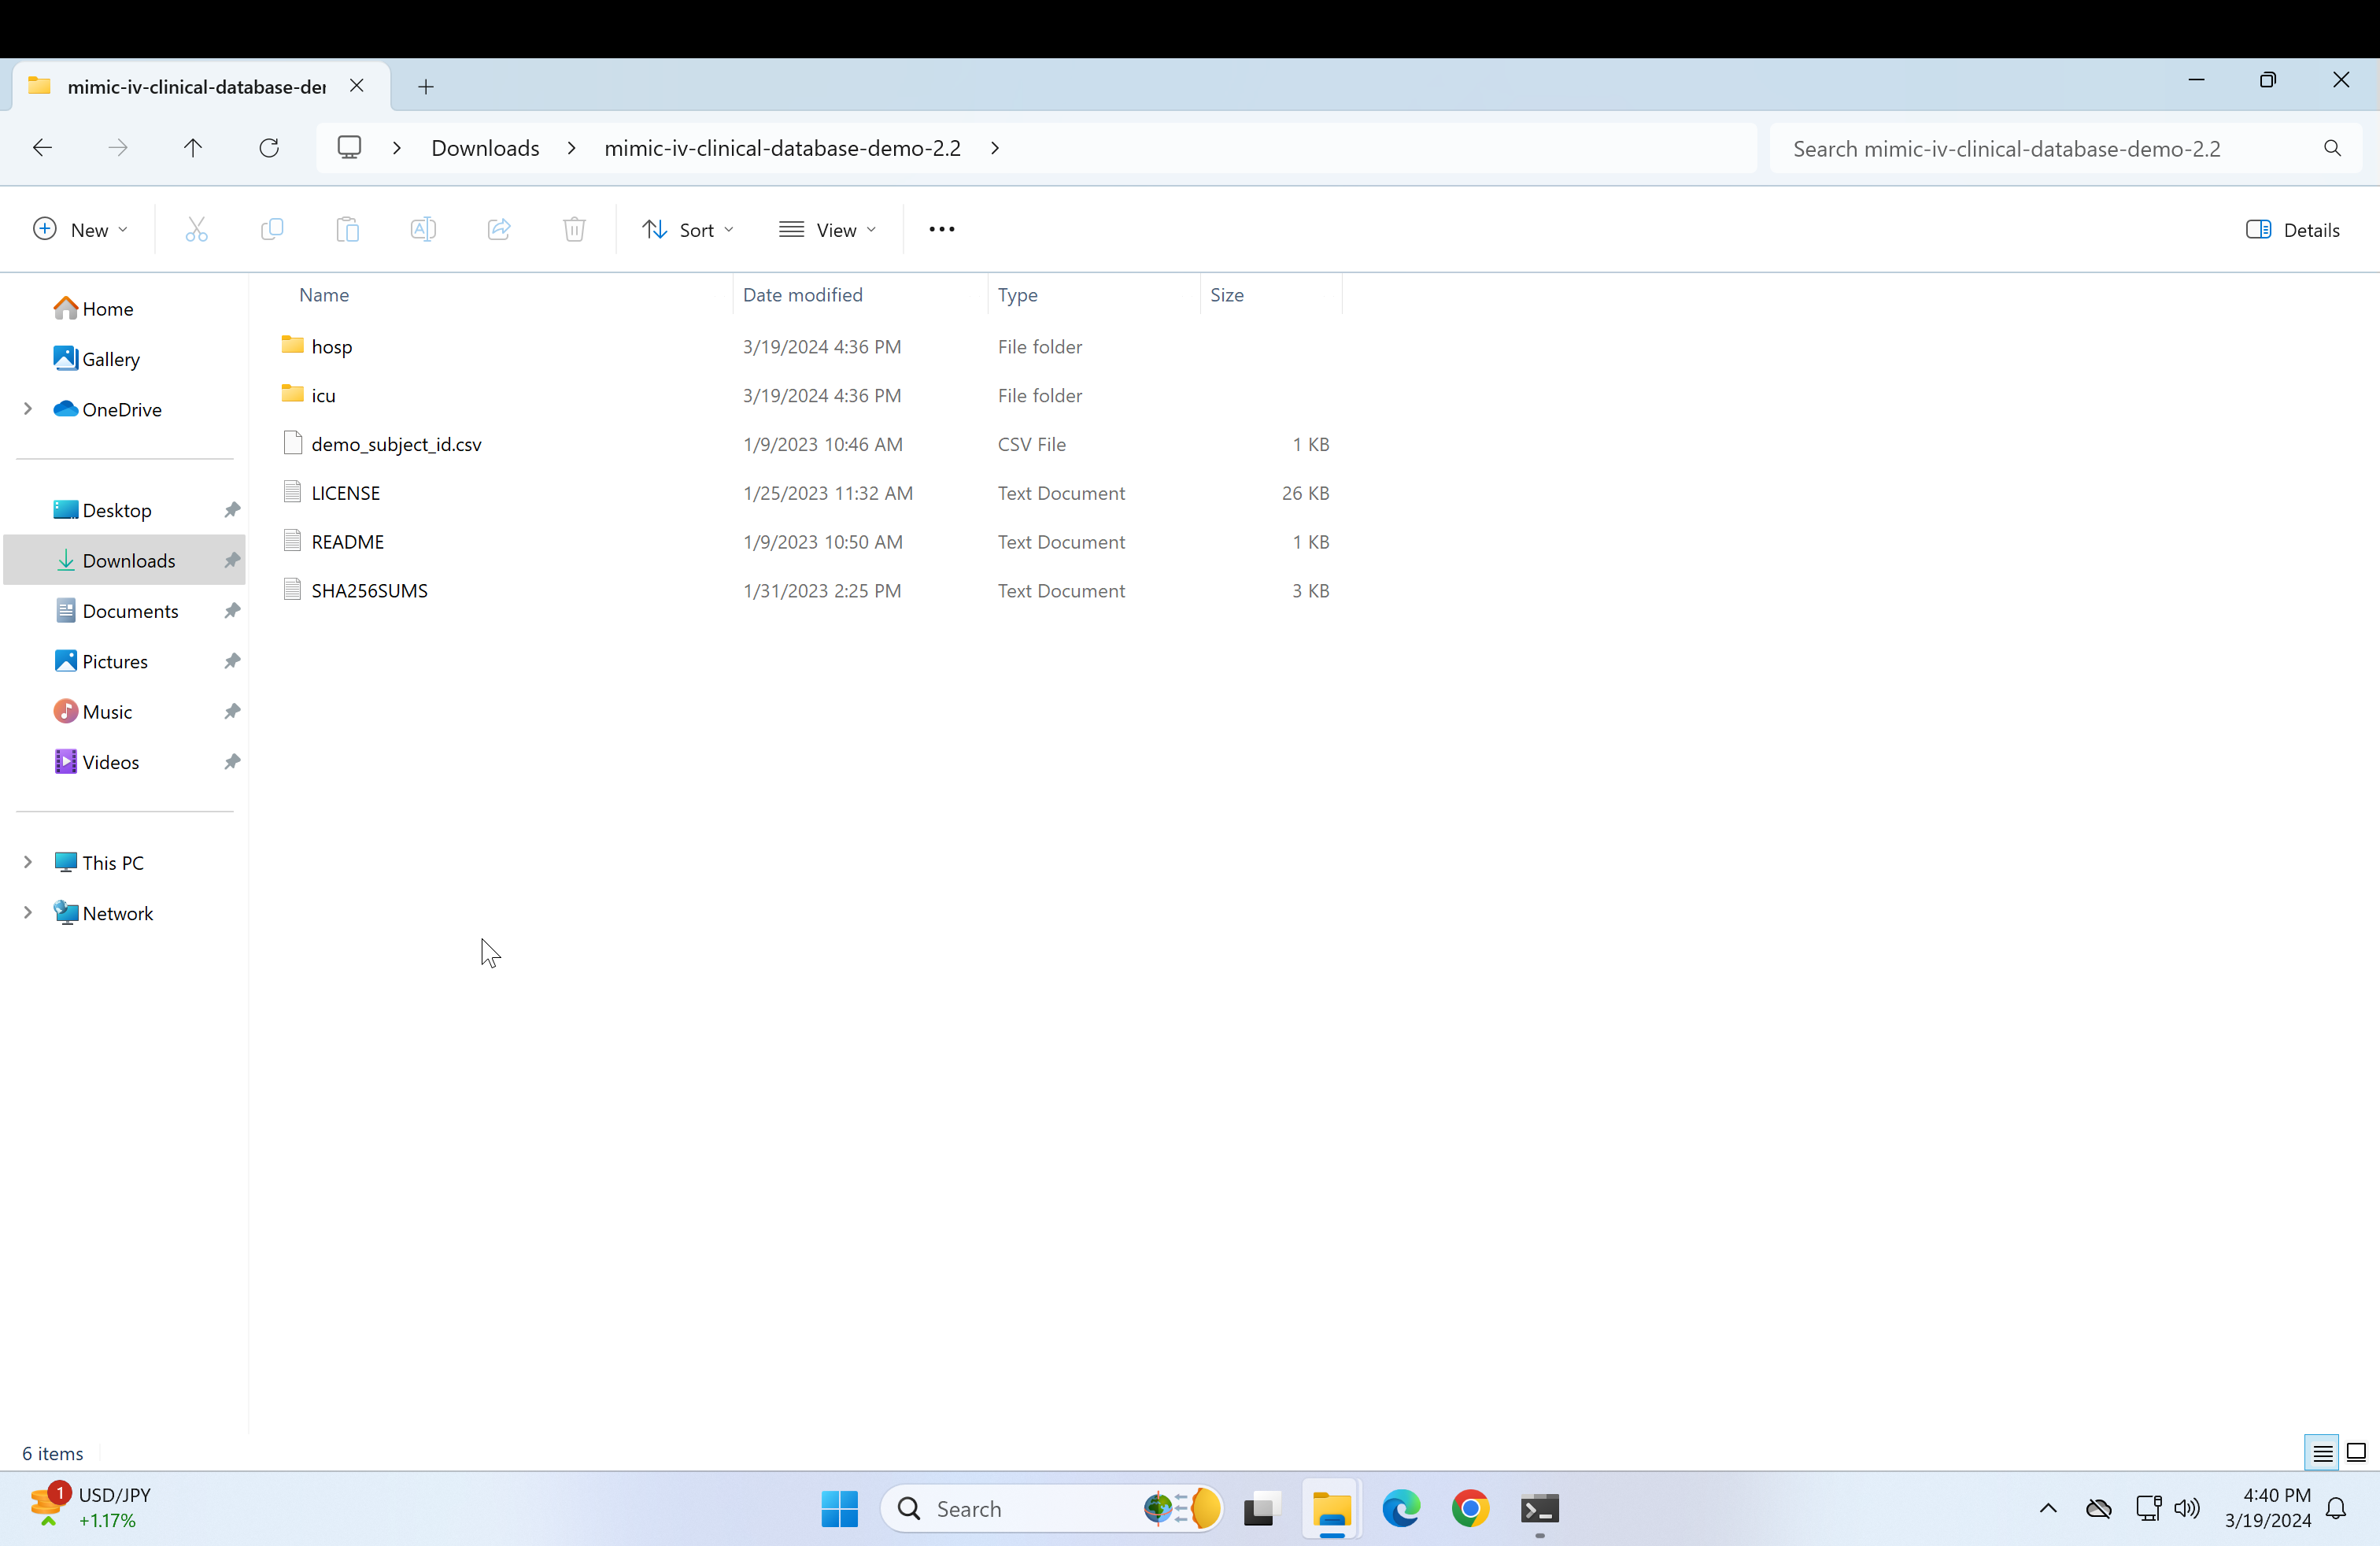 mimic-iv-clinical-database-der
Downloads
mimic-iv-clinical-database-demo-2.2
Search mimic-iv-clinical-database-demo-2.2
New
Sort
View
Details
Name Date modified Type Size
hosp 3/19/2024 4:36 PM File folder
icu 3/19/2024 4:36 PM File folder
demo_subject_id.csv 1/9/2023 10:46 AM CSV File 1 KB
LICENSE 1/25/2023 11:32 AM Text Document 26 KB
README 1/9/2023 10:50 AM Text Document 1 KB
SHA256SUMS 1/31/2023 2:25 PM Text Document 3 KB
Home
Gallery
OneDrive
Desktop
Downloads
Documents
Pictures
Music
Videos
This PC
Network
6 items
1
USD/JPY
+1.17%
Search
4:40 PM
3/19/2024